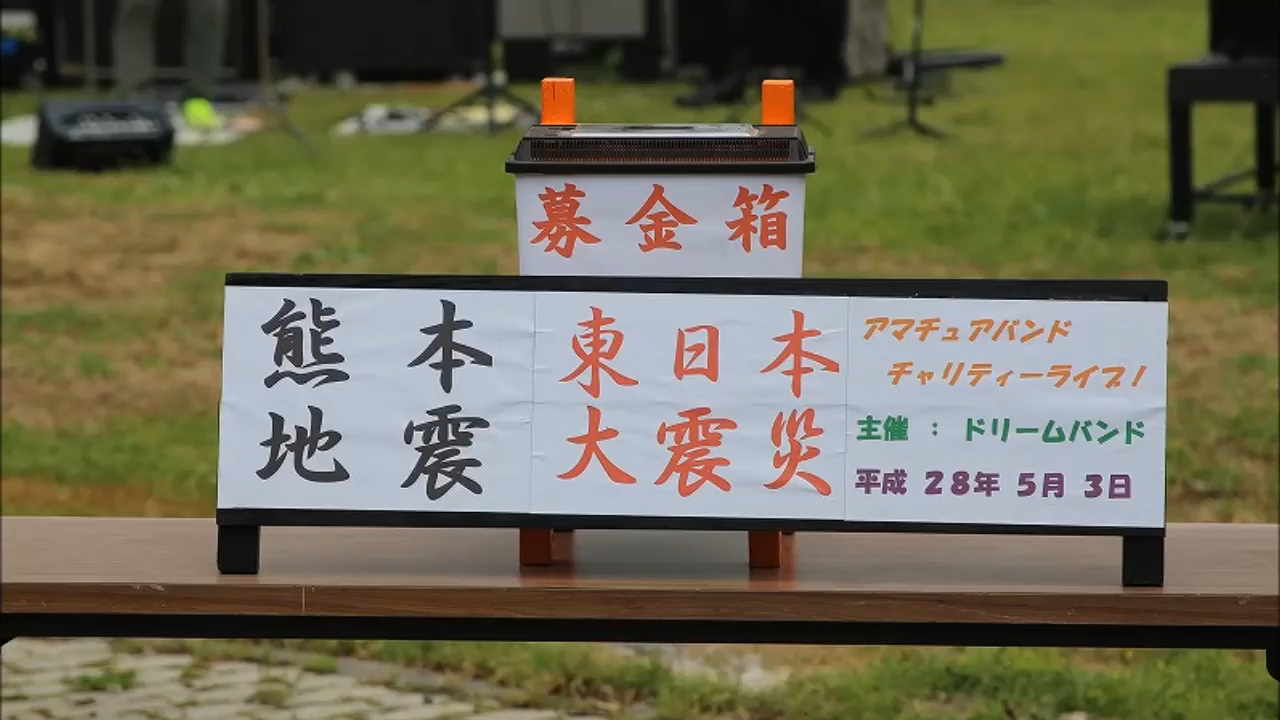 募金箱
熊本
地震
東日本
大震災
アマチュアバンド
チャリティーライブ!
主催 : ドリームバンド
平成 28年 5月 3日